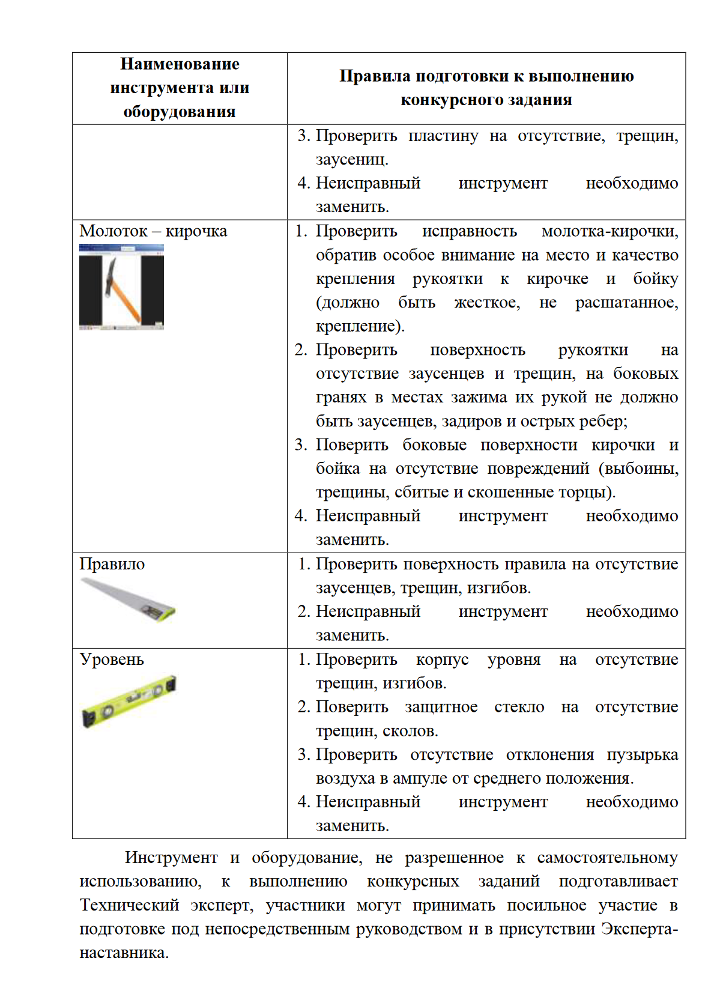 Наименование
инструмента или
оборудования
Правила подготовки к выполнению
конкурсного задания
3. Проверить пластину на отсутствие, трещин,
заусениц.
4. Неисправный инструмент необходимо
заменить.
Молоток – кирочка
1. Проверить исправность молотка-кирочки,
обратив особое внимание на место и качество
крепления рукоятки к кирочке и бойку
(должно быть жесткое, не расшатанное,
крепление).
2. Проверить поверхность рукоятки на
отсутствие заусенцев и трещин, на боковых
гранях в местах зажима их рукой не должно
быть заусенцев, задиров и острых ребер;
3. Поверить боковые поверхности кирочки и
бойка на отсутствие повреждений (выбоины,
трещины, сбитые и скошенные торцы).
4. Неисправный инструмент необходимо
заменить.
Правило
1. Проверить поверхность правила на отсутствие
заусенцев, трещин, изгибов.
2. Неисправный инструмент необходимо
заменить.
Уровень
1. Проверить корпус уровня на отсутствие
трещин, изгибов.
2. Поверить защитное стекло на отсутствие
трещин, сколов.
3. Проверить отсутствие отклонения пузырька
воздуха в ампуле от среднего положения.
4. Неисправный инструмент необходимо
заменить.
Инструмент и оборудование, не разрешенное к самостоятельному
использованию, к выполнению конкурсных заданий подготавливает
Технический эксперт, участники могут принимать посильное участие в
подготовке под непосредственным руководством и в присутствии Эксперта-
наставника.